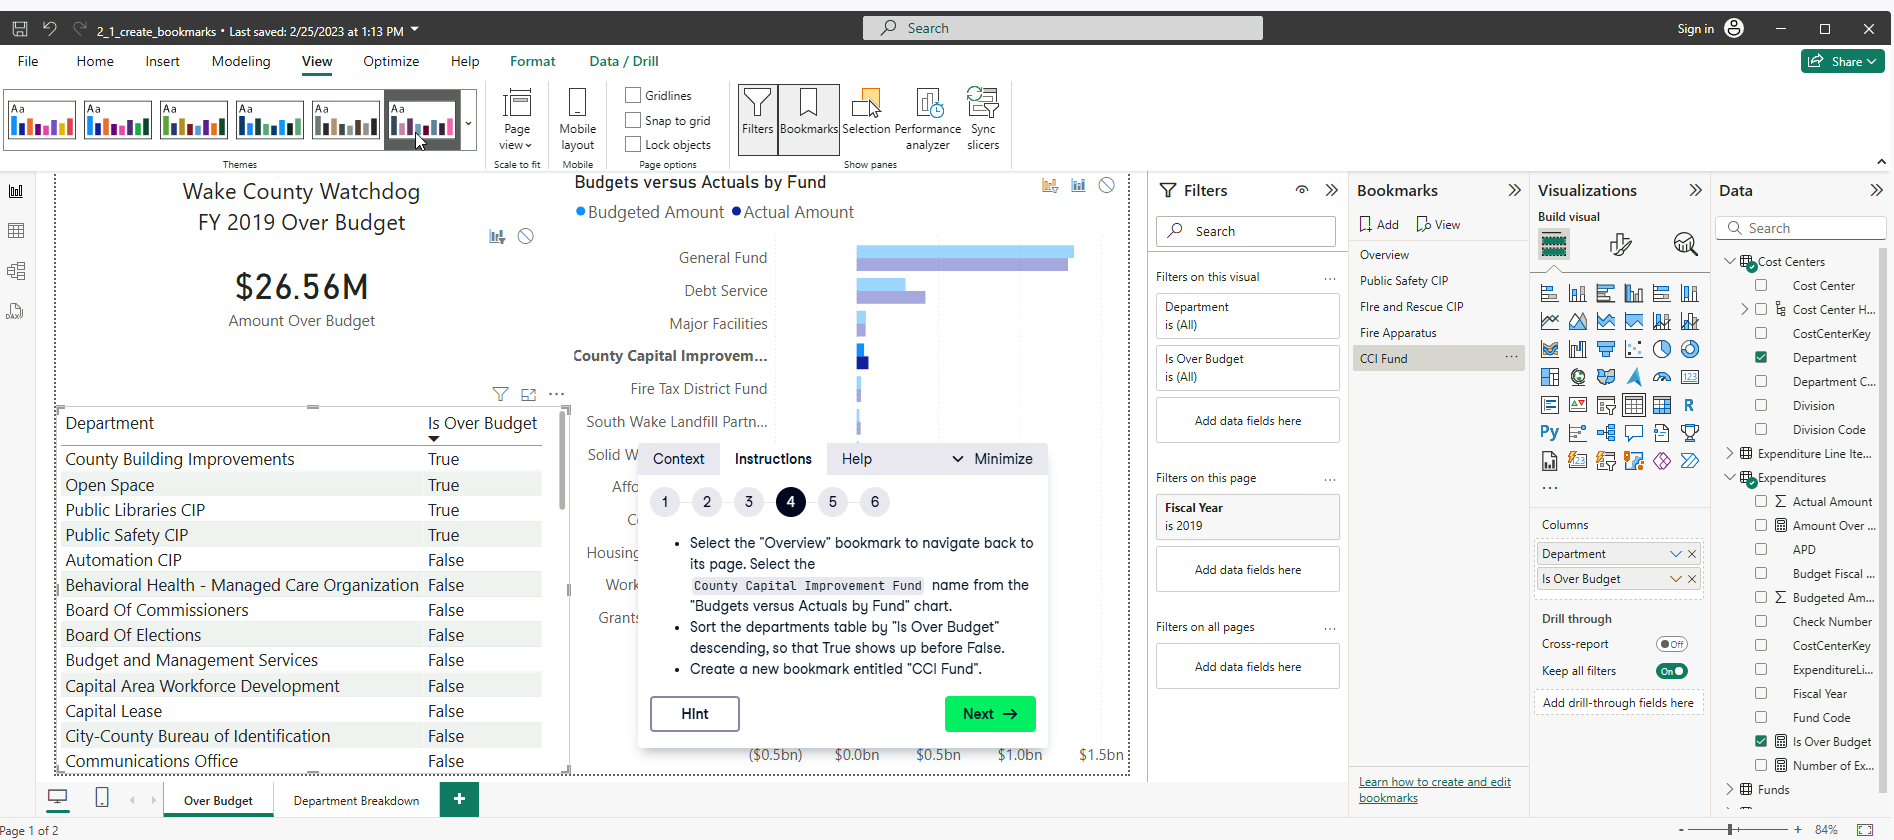 2_1_create_bookmarks • Last saved: 2/25/2023 at 1:13 PM
Search
Sign in
File Home Insert Modeling View Optimize Help Format Data / Drill
Share
Aa Aa Aa Aa Aa Aa
Themes
Page view
Scale to fit
Mobile layout
Mobile
Gridlines
Snap to grid
Lock objects
Page options
Filters
Bookmarks
Selection
Performance analyzer
Sync slicers
Show panes
DAX
Wake County Watchdog
FY 2019 Over Budget
$26.56M
Amount Over Budget
Department Is Over Budget
County Building Improvements True
Open Space True
Public Libraries CIP True
Public Safety CIP True
Automation CIP False
Behavioral Health - Managed Care Organization False
Board Of Commissioners False
Board Of Elections False
Budget and Management Services False
Capital Area Workforce Development False
Capital Lease False
City-County Bureau of Identification False
Communications Office False
Budgets versus Actuals by Fund
Budgeted Amount Actual Amount
General Fund
Debt Service
Major Facilities
County Capital Improvem...
Fire Tax District Fund
South Wake Landfill Partn...
Solid W
Affo
C
Housing
Work
Grants
($0.5bn) $0.0bn $0.5bn $1.0bn $1.5bn
Context Instructions Help Minimize
1 2 3 4 5 6
• Select the "Overview" bookmark to navigate back to
its page. Select the
County Capital Improvement Fund name from the
"Budgets versus Actuals by Fund" chart.
• Sort the departments table by "Is Over Budget"
descending, so that True shows up before False.
• Create a new bookmark entitled "CCI Fund".
Hint
Next
Filters
Search
Filters on this visual ...
Department
is (All)
Is Over Budget
is (All)
Add data fields here
Filters on this page ...
Fiscal Year
is 2019
Add data fields here
Filters on all pages ...
Add data fields here
Bookmarks
Add View
Overview
Public Safety CIP
FIre and Rescue CIP
Fire Apparatus
CCI Fund ...
Learn how to create and edit
bookmarks
Visualizations
Build visual
123
R
Py
123
...
Columns
Department
Is Over Budget
Drill through
Cross-report Off
Keep all filters On
Add drill-through fields here
Data
Search
Cost Centers
Cost Center
Cost Center H...
CostCenterKey
Department
Department C...
Division
Division Code
Expenditure Line Ite...
Expenditures
Actual Amount
Amount Over ...
APD
Budget Fiscal ...
Budgeted Am...
Check Number
CostCenterKey
ExpenditureLi...
Fiscal Year
Fund Code
Is Over Budget
Number of Ex...
Funds
Over Budget Department Breakdown +
Page 1 of 2
- + 84%